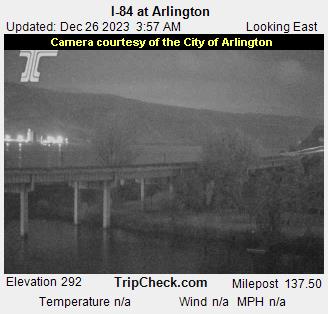 I-84 at Arlington
Updated: Dec 26 2023 3:57 AM Looking East
Camera courtesy of the City of Arlington
Elevation 292 TripCheck.com Milepost 137.50
Temperature n/a Wind n/a MPH n/a